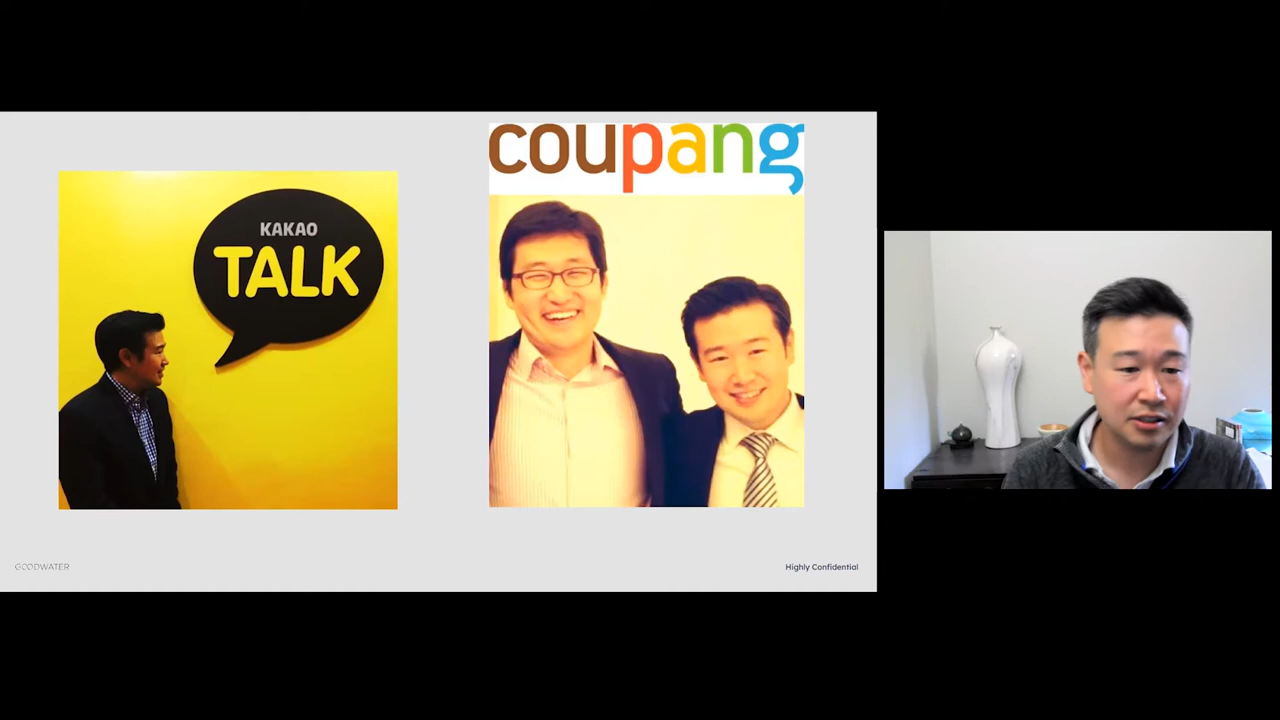 KAKAO
TALK
coupang
GOODWATER
Highly Confidential